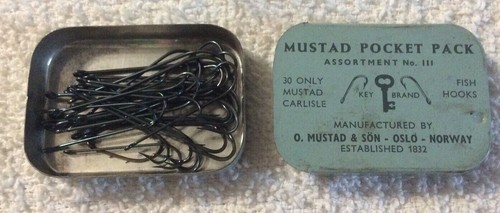 MUSTAD POCKET PACK
ASSORTMENT No. III
30 ONLY
MUSTAD
CARLISLE
KEY BRAND
FISH
HOOKS
MANUFACTURED BY
O. MUSTAD & SÖN - OSLO - NORWAY
ESTABLISHED 1832